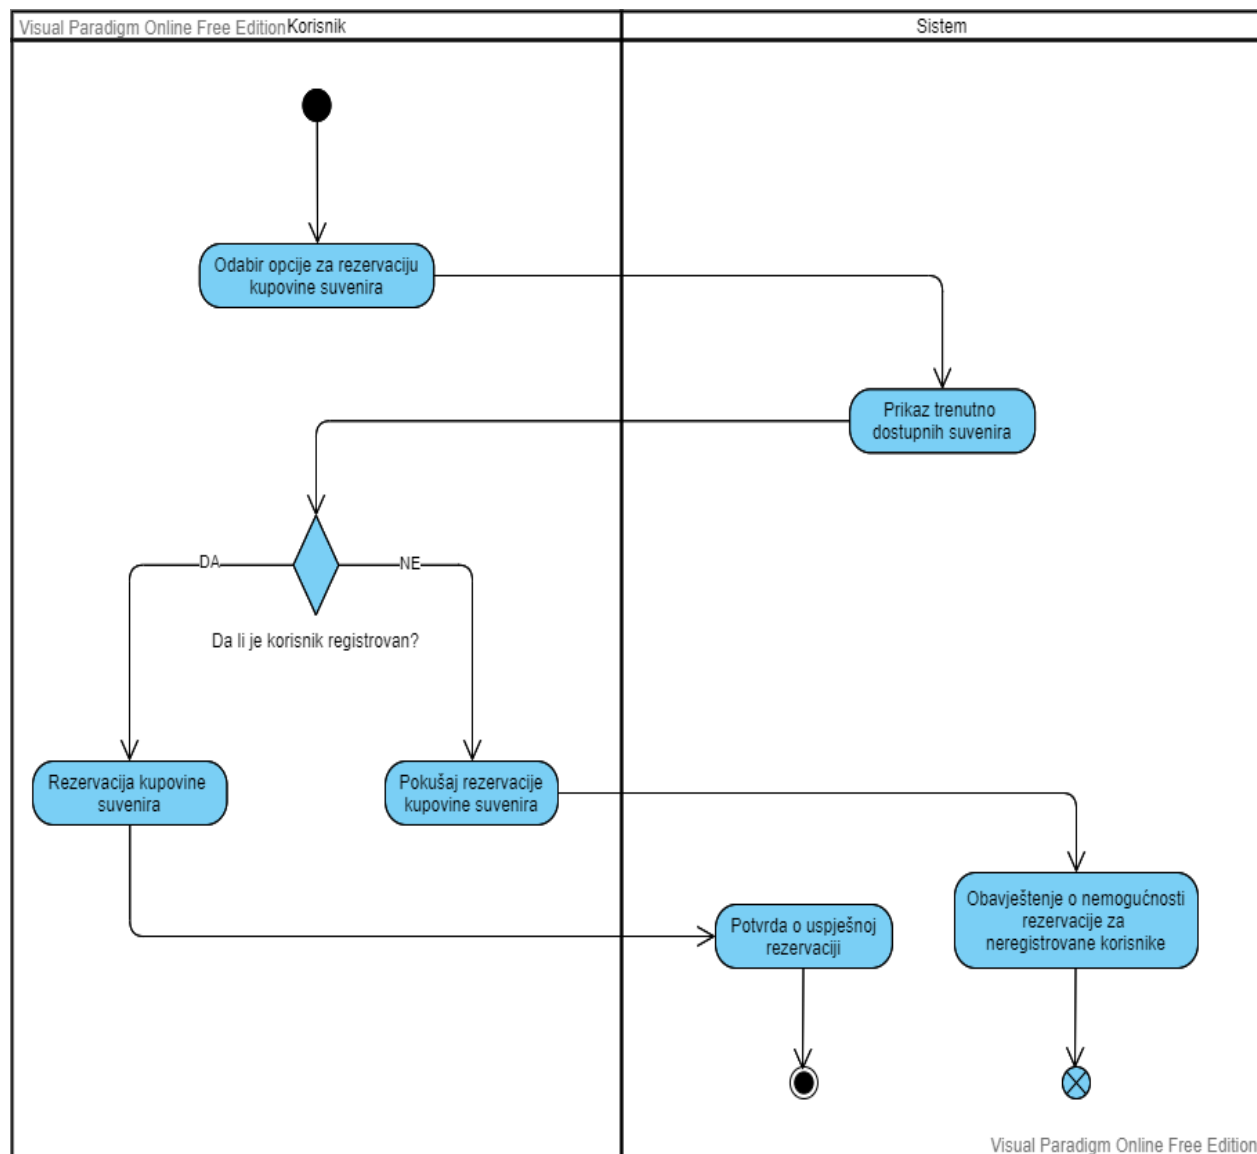 Visual Paradigm Online Free Edition
Korisnik
Sistem
Odabir opcije za rezervaciju
kupovine suvenira
Prikaz trenutno
dostupnih suvenira
DA
NE
Da li je korisnik registrovan?
Rezervacija kupovine
suvenira
Pokušaj rezervacije
kupovine suvenira
Obavještenje o nemogućnosti
rezervacije za
neregistrovane korisnike
Potvrda o uspješnoj
rezervaciji
Visual Paradigm Online Free Edition